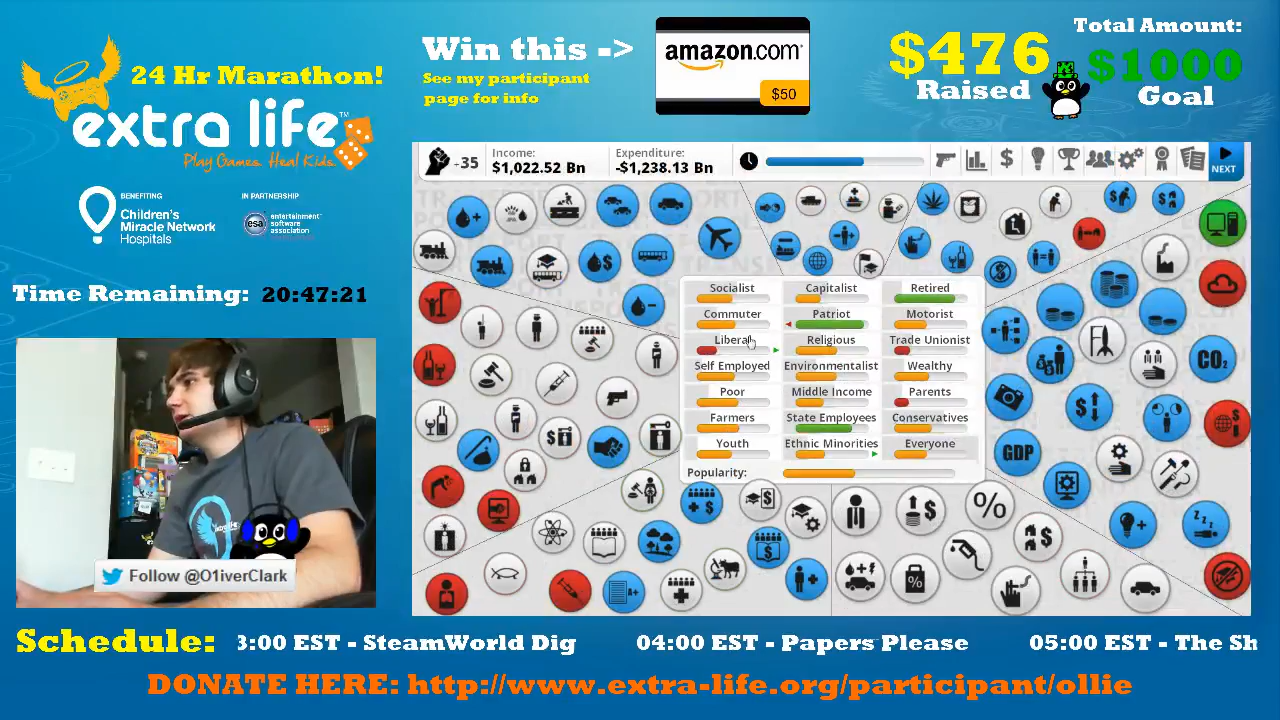 24 Hr Marathon!
extra life™
Play Games. Heal Kids.
BENEFITING
Children's
Miracle Network
Hospitals
IN PARTNERSHIP
esa
entertainment
software
association
Time Remaining: 20:47:21
Win this ->
See my participant
page for info
amazon.com
$50
$476
Raised
Total Amount:
$1000
Goal
+35
Income:
$1,022.52 Bn
Expenditure:
-$1,238.13 Bn
NEXT
Socialist
Capitalist
Retired
Commuter
Patriot
Motorist
Liberal
Religious
Trade Unionist
Self Employed
Environmentalist
Wealthy
Poor
Middle Income
Parents
Farmers
State Employees
Conservatives
Youth
Ethnic Minorities
Everyone
Popularity:
CO₂
GDP
Follow @O1iverClark
Schedule:
3:00 EST - SteamWorld Dig
04:00 EST - Papers Please
05:00 EST - The Sh
DONATE HERE: http://www.extra-life.org/participant/ollie